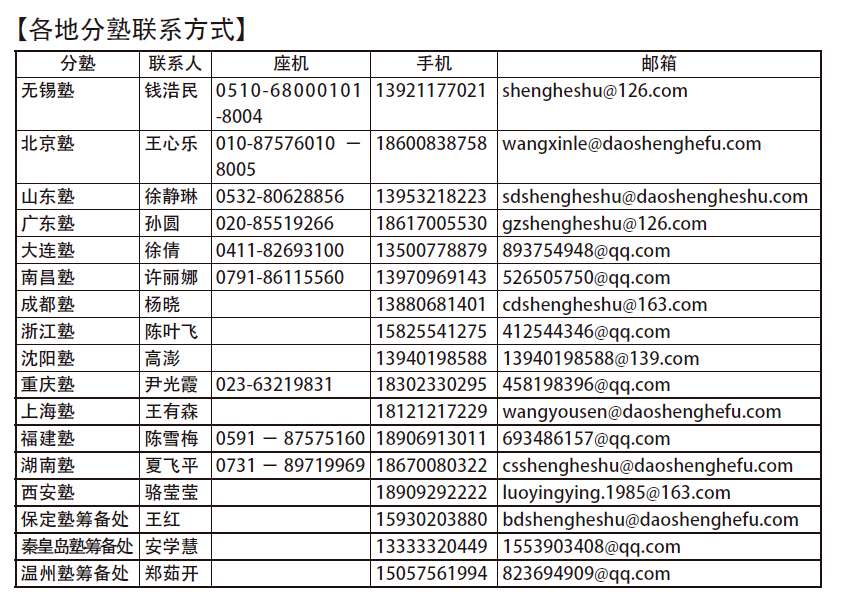 【各地分塾联系方式】
分塾 联系人 座机 手机 邮箱
无锡塾 钱浩民 0510-68000101 13921177021 shengheshu@126.com
-8004
北京塾 王心乐 010-87576010 － 18600838758 wangxinle@daoshenghefu.com
8005
山东塾 徐静琳 0532-80628856 13953218223 sdshengheshu@daoshengheshu.com
广东塾 孙圆 020-85519266 18617005530 gzshengheshu@126.com
大连塾 徐倩 0411-82693100 13500778879 893754948@qq.com
南昌塾 许丽娜 0791-86115560 13970969143 526505750@qq.com
成都塾 杨晓 13880681401 cdshengheshu@163.com
浙江塾 陈叶飞 15825541275 412544346@qq.com
沈阳塾 高澎 13940198588 13940198588@139.com
重庆塾 尹光霞 023-63219831 18302330295 458198396@qq.com
上海塾 王有森 18121217229 wangyousen@daoshenghefu.com
福建塾 陈雪梅 0591 － 87575160 18906913011 693486157@qq.com
湖南塾 夏飞平 0731 － 89719969 18670080322 csshengheshu@daoshenghefu.com
西安塾 骆莹莹 18909292222 luoyingying.1985@163.com
保定塾筹备处 王红 15930203880 bdshengheshu@daoshenghefu.com
秦皇岛塾筹备处 安学慧 13333320449 1553903408@qq.com
温州塾筹备处 郑茹开 15057561994 823694909@qq.com